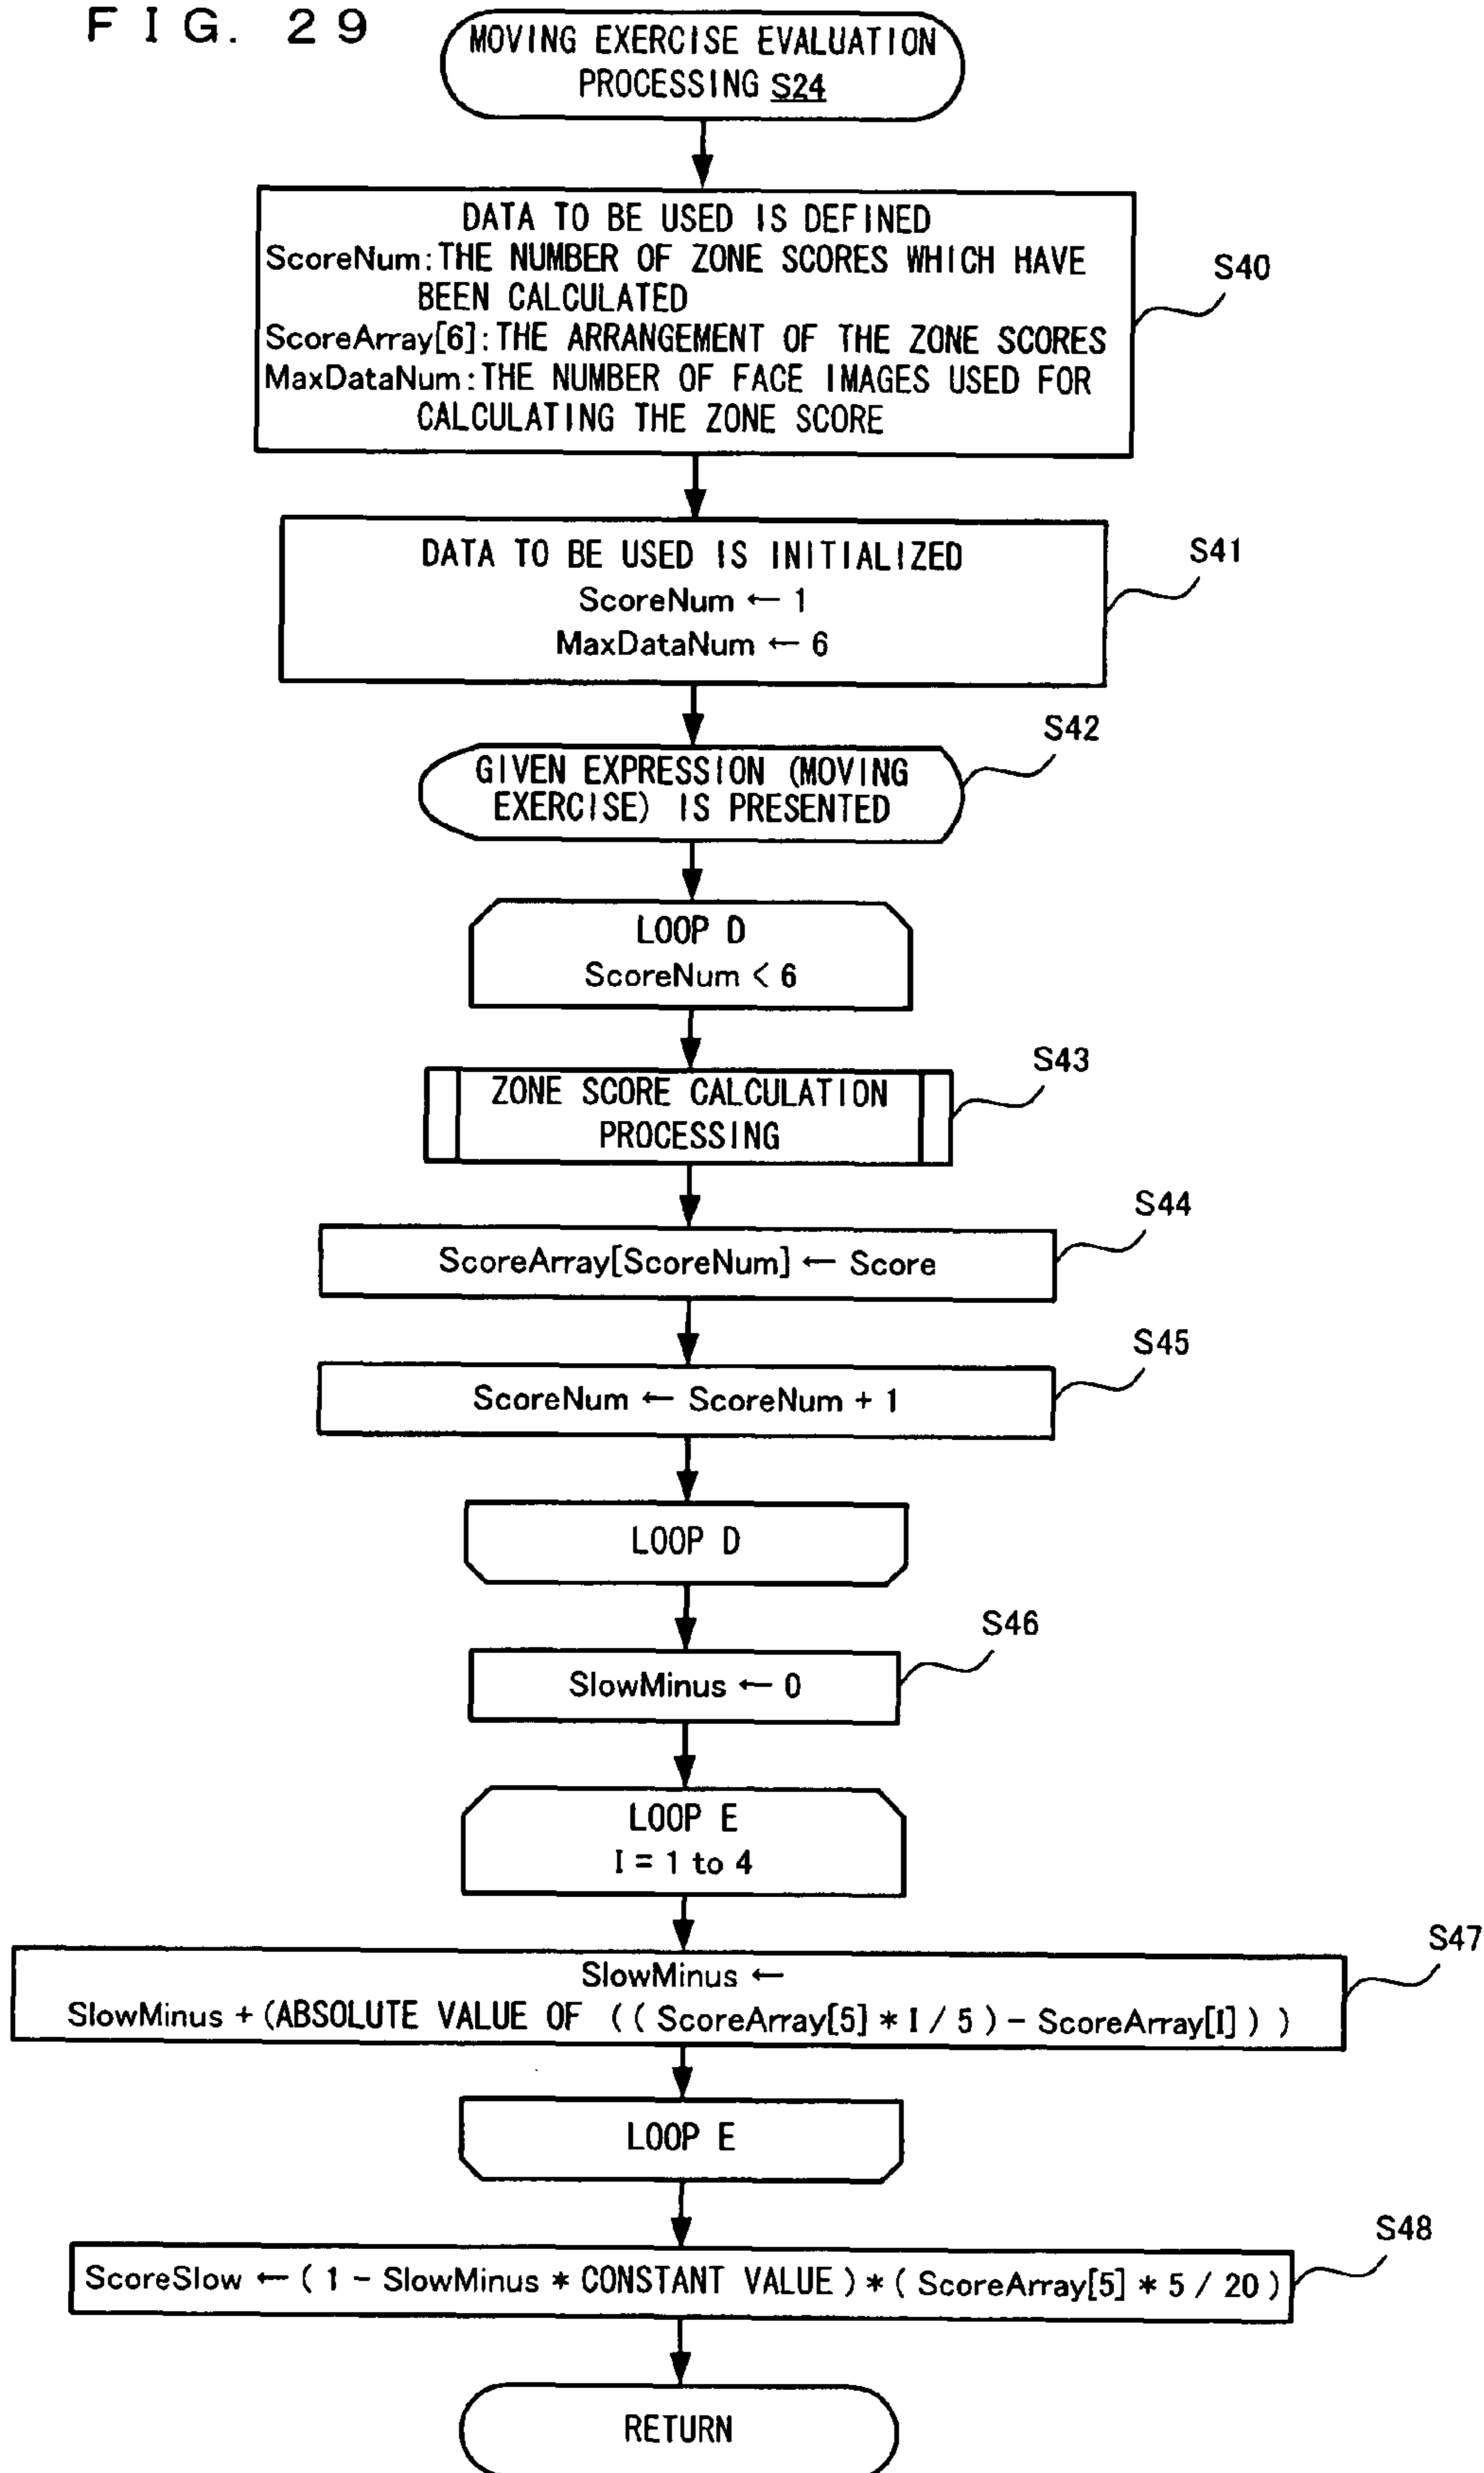 FIG. 29
MOVING EXERCISE EVALUATION
PROCESSING S24
DATA TO BE USED IS DEFINED
ScoreNum:THE NUMBER OF ZONE SCORES WHICH HAVE
BEEN CALCULATED
ScoreArray[6]:THE ARRANGEMENT OF THE ZONE SCORES
MaxDataNum:THE NUMBER OF FACE IMAGES USED FOR
CALCULATING THE ZONE SCORE
S40
DATA TO BE USED IS INITIALIZED
ScoreNum ← 1
MaxDataNum ← 6
S41
GIVEN EXPRESSION (MOVING
EXERCISE) IS PRESENTED
S42
LOOP D
ScoreNum < 6
ZONE SCORE CALCULATION
PROCESSING
S43
ScoreArray[ScoreNum] ← Score
S44
ScoreNum ← ScoreNum + 1
S45
LOOP D
SlowMinus ← 0
S46
LOOP E
I = 1 to 4
SlowMinus ←
SlowMinus + (ABSOLUTE VALUE OF ((ScoreArray[5] * I / 5) - ScoreArray[I]))
S47
LOOP E
ScoreSlow ← ( 1 - SlowMinus * CONSTANT VALUE ) * ( ScoreArray[5] * 5 / 20 )
S48
RETURN